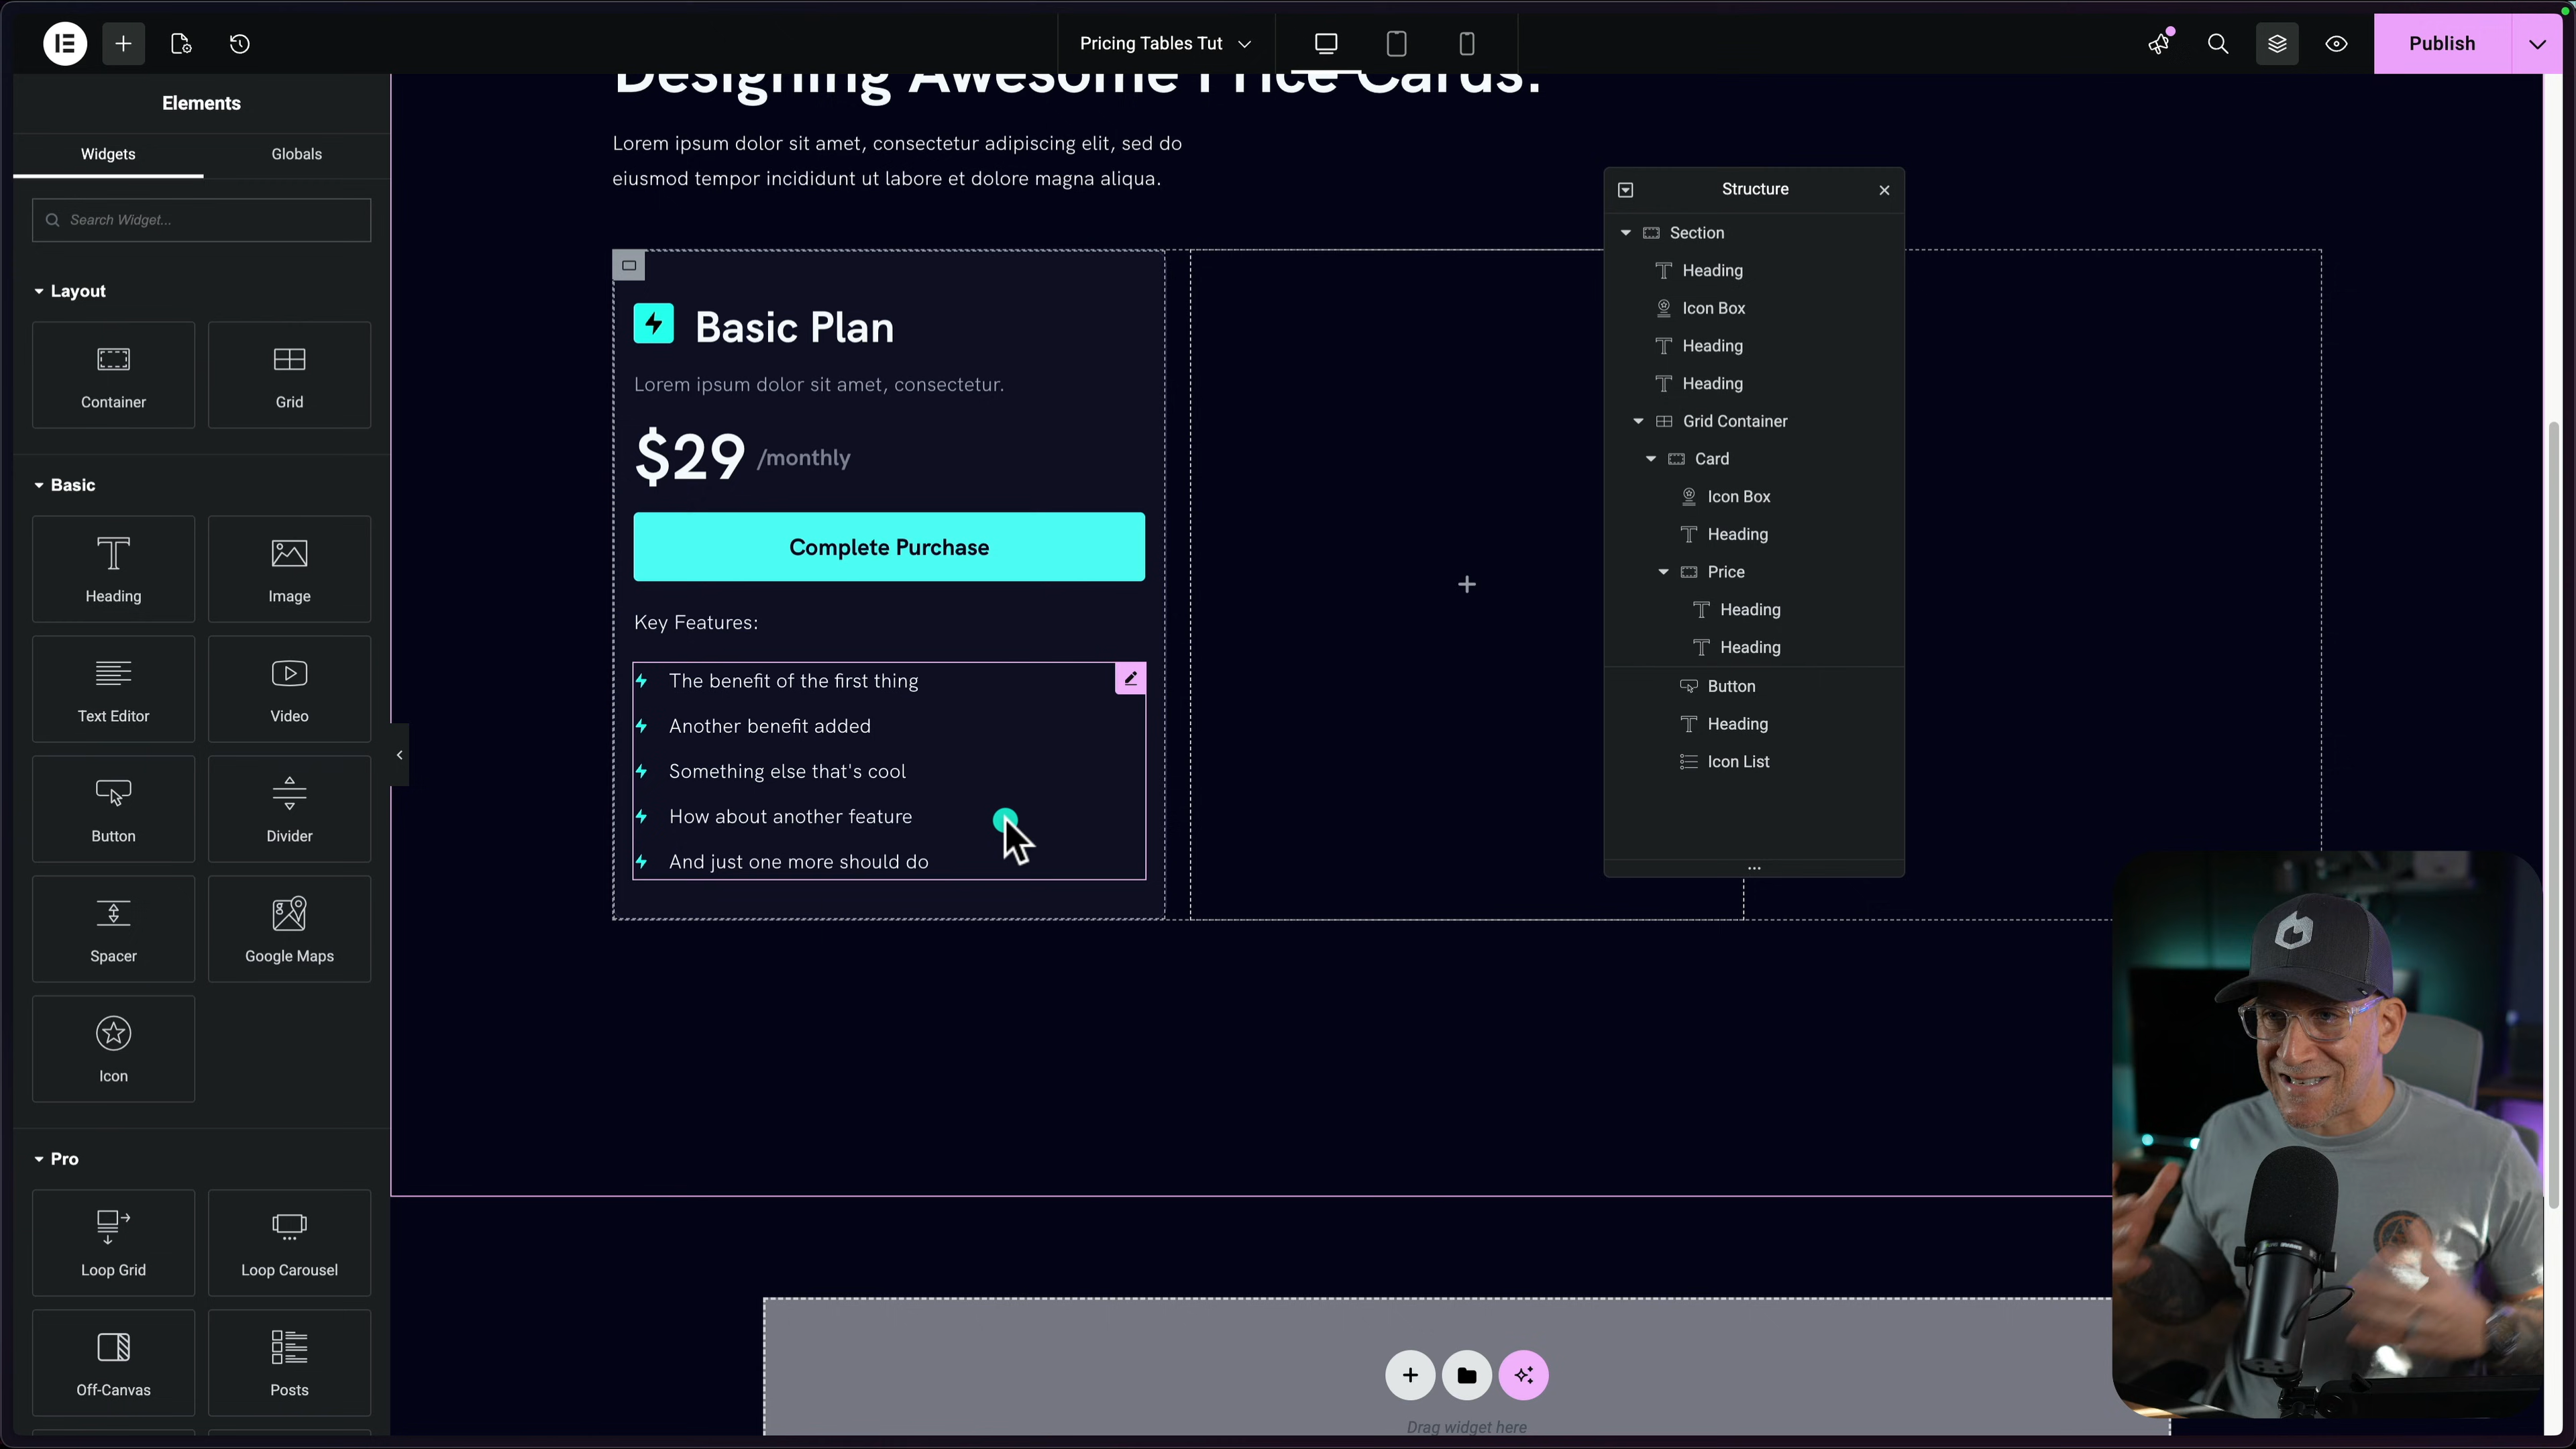 Pricing Tables Tut
Publish
Elements
Widgets
Globals
Search Widget...
Layout
Container
Grid
Basic
Heading
Image
Text Editor
Video
Button
Divider
Spacer
Google Maps
Icon
Pro
Loop Grid
Loop Carousel
Off-Canvas
Posts
Designing Awesome Price Cards.
Lorem ipsum dolor sit amet, consectetur adipiscing elit, sed do
eiusmod tempor incididunt ut labore et dolore magna aliqua.
Basic Plan
Lorem ipsum dolor sit amet, consectetur.
$29 /monthly
Complete Purchase
Key Features:
The benefit of the first thing
Another benefit added
Something else that's cool
How about another feature
And just one more should do
Structure
Section
Heading
Icon Box
Heading
Heading
Grid Container
Card
Icon Box
Heading
Price
Heading
Heading
Button
Heading
Icon List
Drag widget here